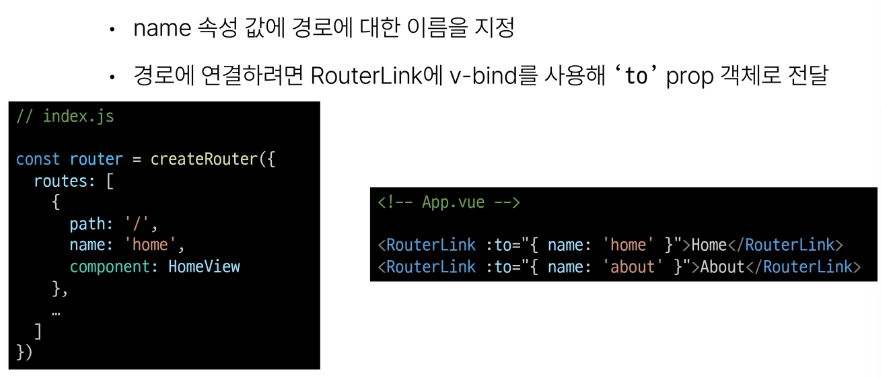 • name 속성 값에 경로에 대한 이름을 지정
• 경로에 연결하려면 RouterLink에 v-bind를 사용해 ‘to’ prop 객체로 전달
// index.js
const router = createRouter({
  routes: [
    {
      path: '/',
      name: 'home',
      component: HomeView
    },
    …
  ]
})
<!-- App.vue -->
<RouterLink :to="{ name: 'home' }">Home</RouterLink>
<RouterLink :to="{ name: 'about' }">About</RouterLink>